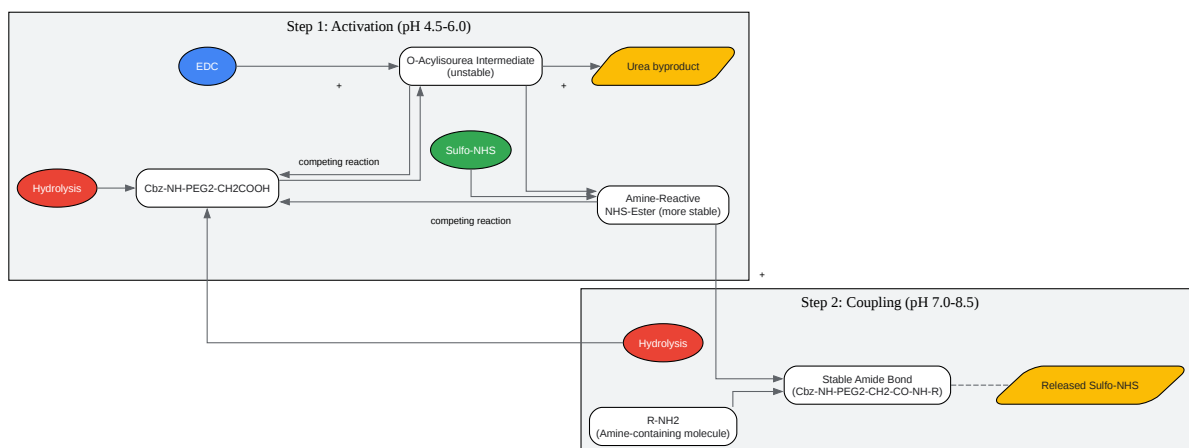 Step 1: Activation (pH 4.5-6.0)
EDC
+
O-Acylisourea Intermediate
(unstable)
+
Urea byproduct
competing reaction
Sulfo-NHS
Hydrolysis
Cbz-NH-PEG2-CH2COOH
Amine-Reactive
NHS-Ester (more stable)
competing reaction
+
Step 2: Coupling (pH 7.0-8.5)
Hydrolysis
Stable Amide Bond
(Cbz-NH-PEG2-CH2-CO-NH-R)
Released Sulfo-NHS
R-NH2
(Amine-containing molecule)